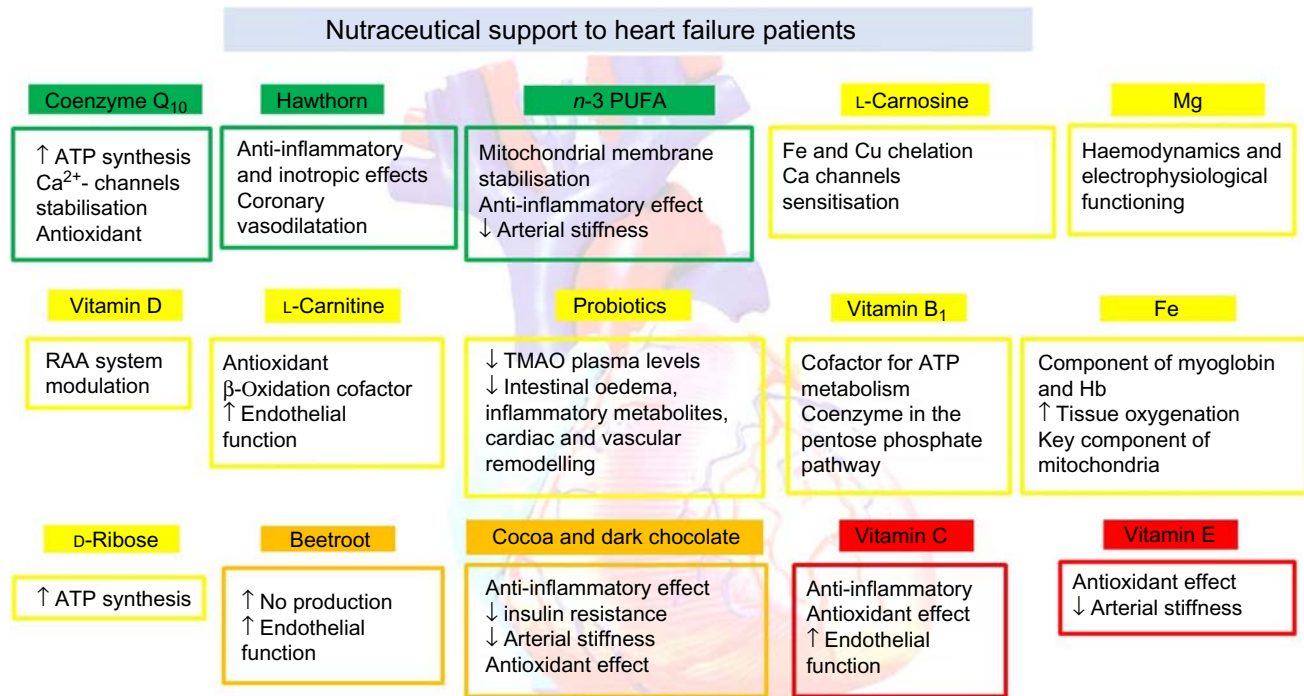 Nutraceutical support to heart failure patients
Coenzyme Q10
↑ ATP synthesis
Ca2+- channels
stabilisation
Antioxidant
Hawthorn
Anti-inflammatory
and inotropic effects
Coronary
vasodilatation
n-3 PUFA
Mitochondrial membrane
stabilisation
Anti-inflammatory effect
↓ Arterial stiffness
L-Carnosine
Fe and Cu chelation
Ca channels
sensitisation
Mg
Haemodynamics and
electrophysiological
functioning
Vitamin D
RAA system
modulation
L-Carnitine
Antioxidant
β-Oxidation cofactor
↑ Endothelial
function
Probiotics
↓ TMAO plasma levels
↓ Intestinal oedema,
inflammatory metabolites,
cardiac and vascular
remodelling
Vitamin B1
Cofactor for ATP
metabolism
Coenzyme in the
pentose phosphate
pathway
Fe
Component of myoglobin
and Hb
↑ Tissue oxygenation
Key component of
mitochondria
D-Ribose
↑ ATP synthesis
Beetroot
↑ No production
↑ Endothelial
function
Cocoa and dark chocolate
Anti-inflammatory effect
↓ insulin resistance
↓ Arterial stiffness
Antioxidant effect
Vitamin C
Anti-inflammatory
Antioxidant effect
↑ Endothelial
function
Vitamin E
Antioxidant effect
↓ Arterial stiffness